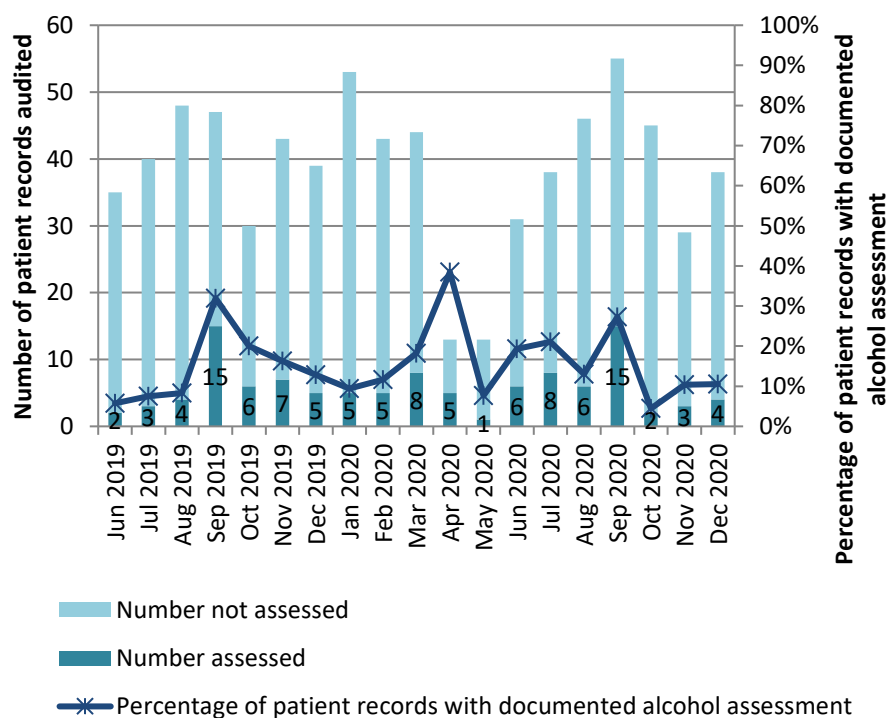 Number of patient records audited
60
50
40
30
20
10
0
100%
90%
80%
70%
60%
50%
40%
30%
20%
10%
0%
Percentage of patient records with documented
alcohol assessment
2
3
4
15
6
7
5
5
5
8
5
1
6
8
6
15
2
3
4
Jun 2019
Jul 2019
Aug 2019
Sep 2019
Oct 2019
Nov 2019
Dec 2019
Jan 2020
Feb 2020
Mar 2020
Apr 2020
May 2020
Jun 2020
Jul 2020
Aug 2020
Sep 2020
Oct 2020
Nov 2020
Dec 2020
Number not assessed
Number assessed
Percentage of patient records with documented alcohol assessment